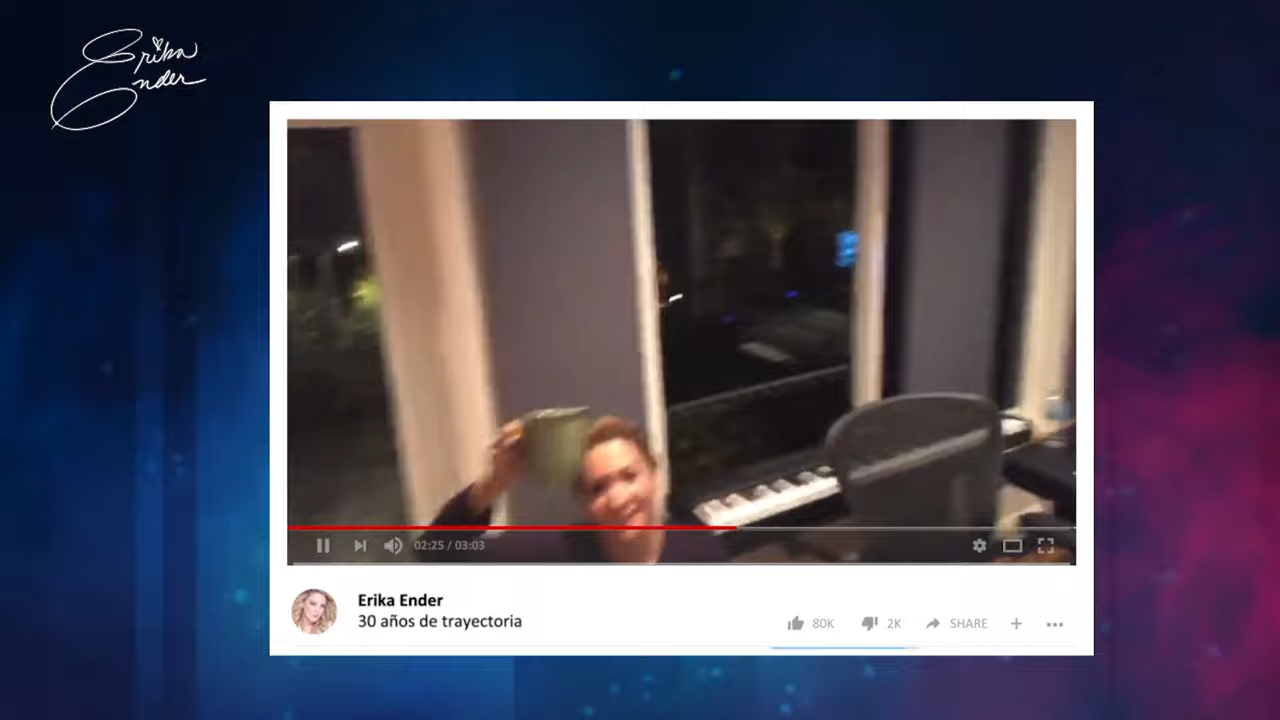 Erika
Ender
02:25 / 03:03
Erika Ender
30 años de trayectoria
80K
2K
SHARE